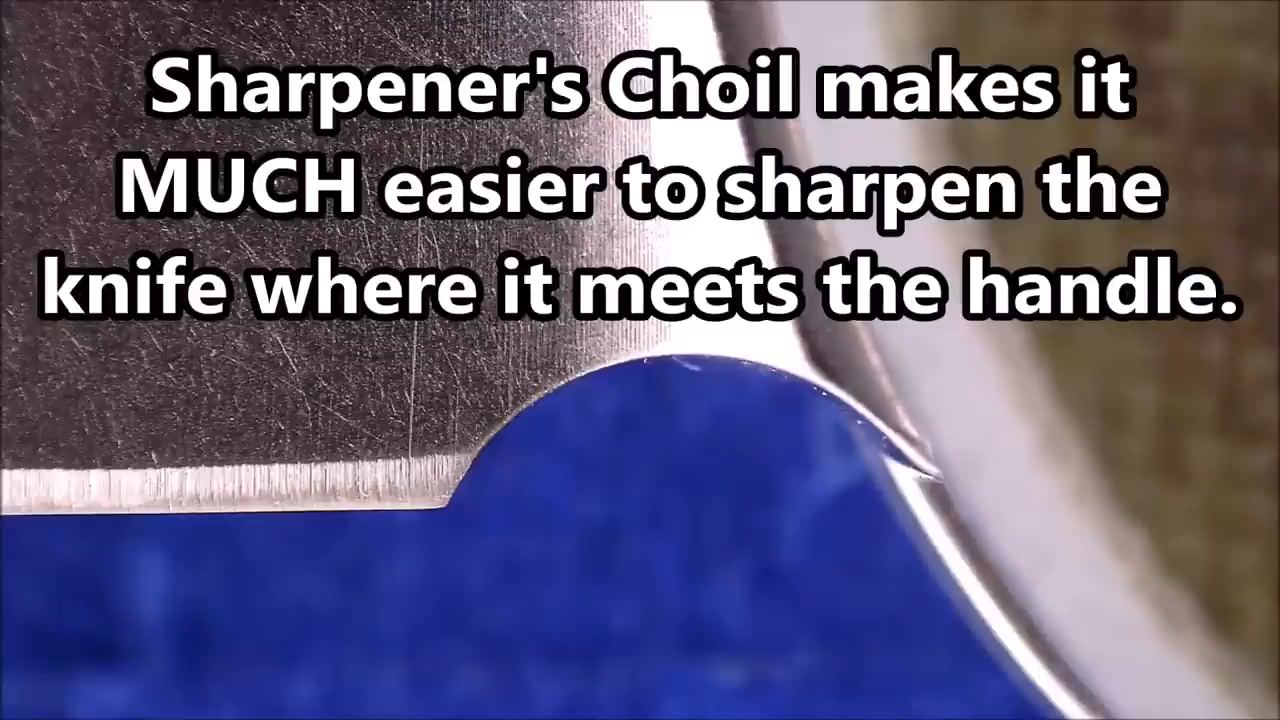 Sharpener's Choil makes it
MUCH easier to sharpen the
knife where it meets the handle.